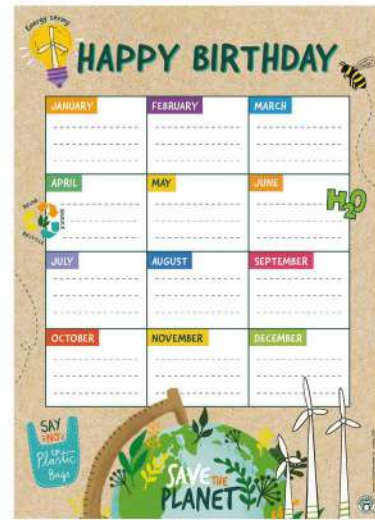 Energy saving
HAPPY BIRTHDAY
JANUARY
FEBRUARY
MARCH
APRIL
MAY
JUNE
REUSE
REDUCE
RECYCLE
H2O
JULY
AUGUST
SEPTEMBER
OCTOBER
NOVEMBER
DECEMBER
SAY
NO
to
Plastic
Bags
SAVE THE
PLANET